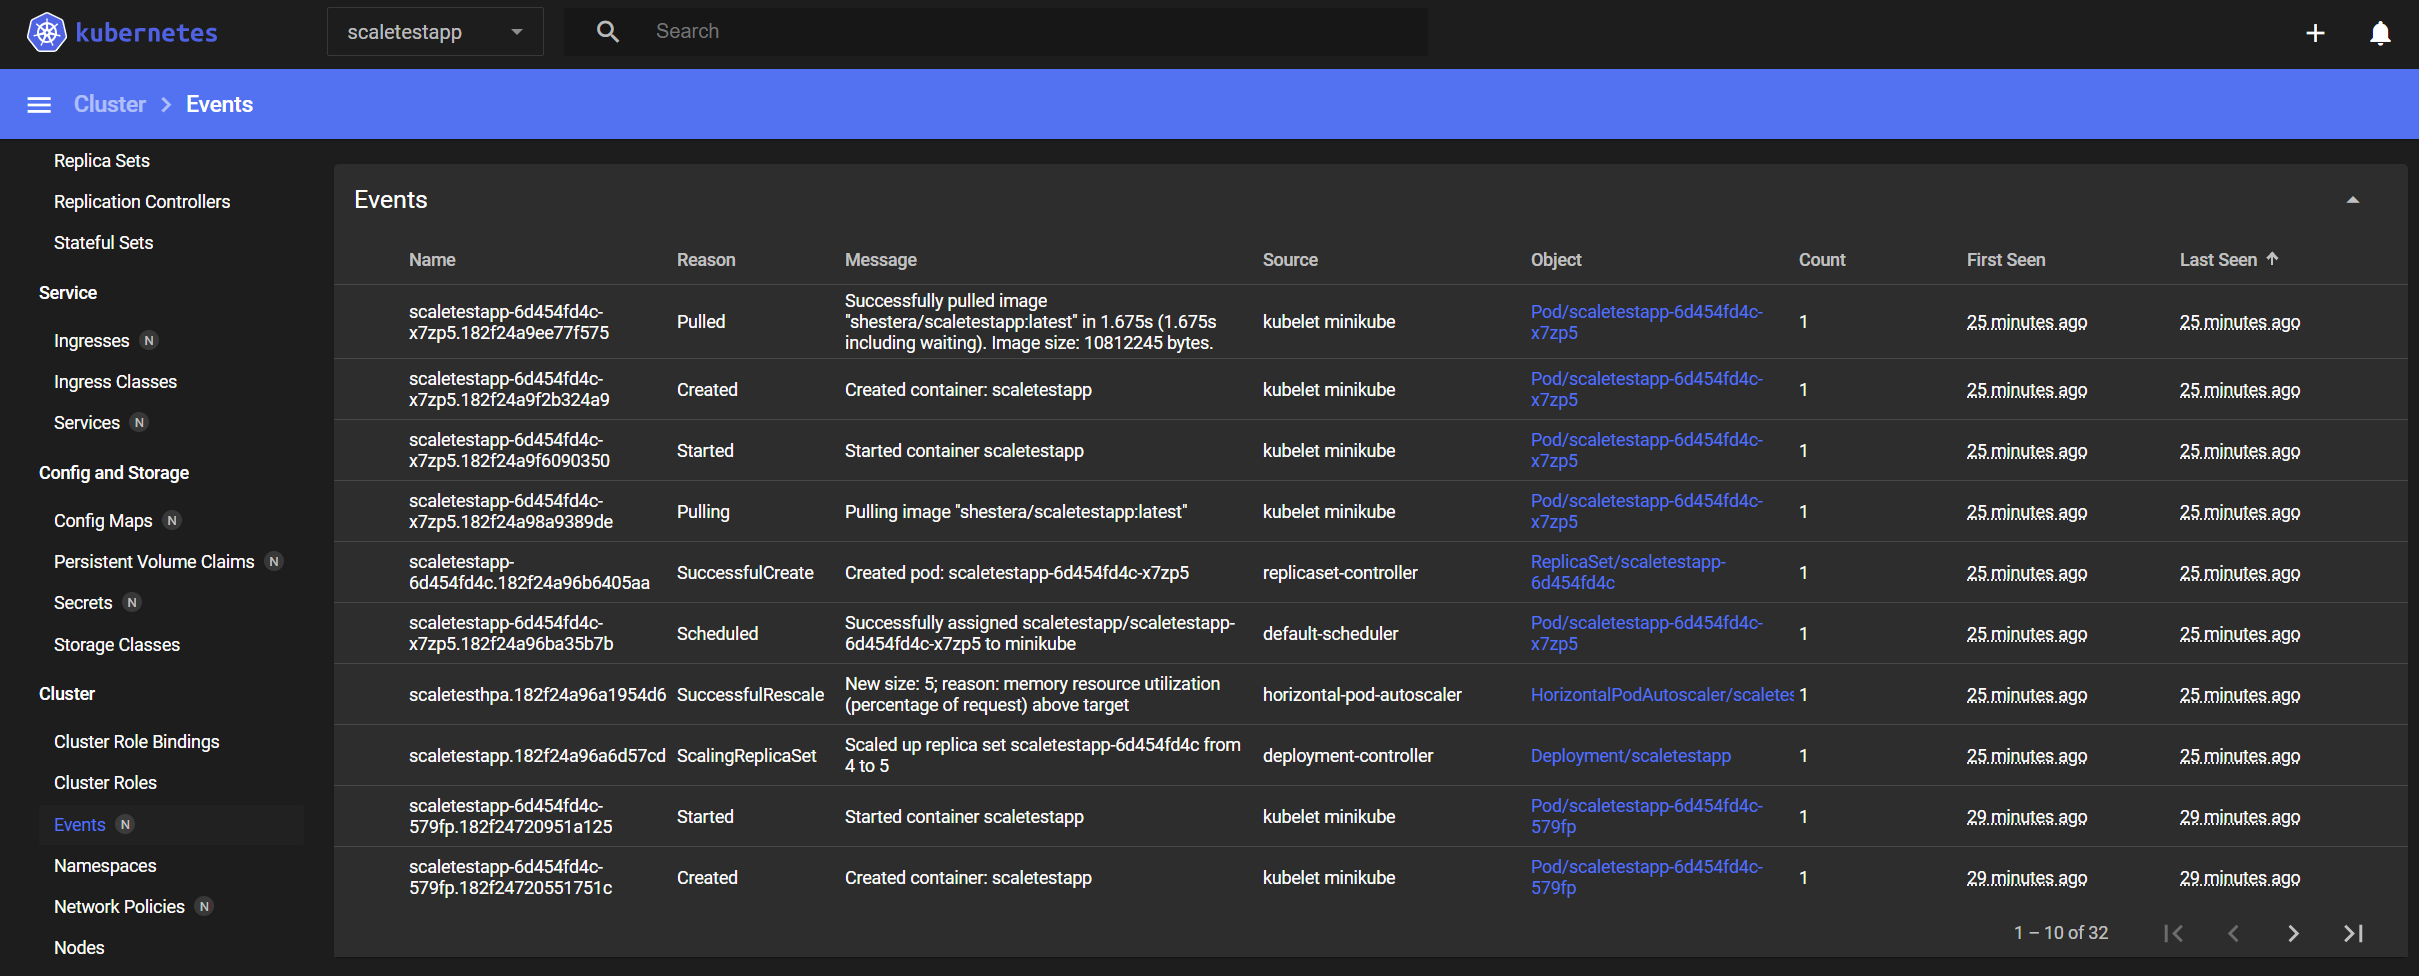 kubernetes
scaletestapp
Search
Cluster
Events
Replica Sets
Replication Controllers
Stateful Sets
Service
Ingresses N
Ingress Classes
Services N
Config and Storage
Config Maps N
Persistent Volume Claims N
Secrets N
Storage Classes
Cluster
Cluster Role Bindings
Cluster Roles
Events N
Namespaces
Network Policies N
Nodes
Events
Name Reason Message Source Object Count First Seen Last Seen
scaletestapp-6d454fd4c-
x7zp5.182f24a9ee77f575
Pulled
Successfully pulled image
"shestera/scaletestapp:latest" in 1.675s (1.675s
including waiting). Image size: 10812245 bytes.
kubelet minikube
Pod/scaletestapp-6d454fd4c-
x7zp5
1
25 minutes ago
25 minutes ago
scaletestapp-6d454fd4c-
x7zp5.182f24a9f2b324a9
Created
Created container: scaletestapp
kubelet minikube
Pod/scaletestapp-6d454fd4c-
x7zp5
1
25 minutes ago
25 minutes ago
scaletestapp-6d454fd4c-
x7zp5.182f24a9f6090350
Started
Started container scaletestapp
kubelet minikube
Pod/scaletestapp-6d454fd4c-
x7zp5
1
25 minutes ago
25 minutes ago
scaletestapp-6d454fd4c-
x7zp5.182f24a98a9389de
Pulling
Pulling image "shestera/scaletestapp:latest"
kubelet minikube
Pod/scaletestapp-6d454fd4c-
x7zp5
1
25 minutes ago
25 minutes ago
scaletestapp-
6d454fd4c.182f24a96b6405aa
SuccessfulCreate
Created pod: scaletestapp-6d454fd4c-x7zp5
replicaset-controller
ReplicaSet/scaletestapp-
6d454fd4c
1
25 minutes ago
25 minutes ago
scaletestapp-6d454fd4c-
x7zp5.182f24a96ba35b7b
Scheduled
Successfully assigned scaletestapp/scaletestapp-
6d454fd4c-x7zp5 to minikube
default-scheduler
Pod/scaletestapp-6d454fd4c-
x7zp5
1
25 minutes ago
25 minutes ago
scaletesthpa.182f24a96a1954d6
SuccessfulRescale
New size: 5; reason: memory resource utilization
(percentage of request) above target
horizontal-pod-autoscaler
HorizontalPodAutoscaler/scaletes
1
25 minutes ago
25 minutes ago
scaletestapp.182f24a96a6d57cd
ScalingReplicaSet
Scaled up replica set scaletestapp-6d454fd4c from
4 to 5
deployment-controller
Deployment/scaletestapp
1
25 minutes ago
25 minutes ago
scaletestapp-6d454fd4c-
579fp.182f24720951a125
Started
Started container scaletestapp
kubelet minikube
Pod/scaletestapp-6d454fd4c-
579fp
1
29 minutes ago
29 minutes ago
scaletestapp-6d454fd4c-
579fp.182f24720551751c
Created
Created container: scaletestapp
kubelet minikube
Pod/scaletestapp-6d454fd4c-
579fp
1
29 minutes ago
29 minutes ago
1 – 10 of 32